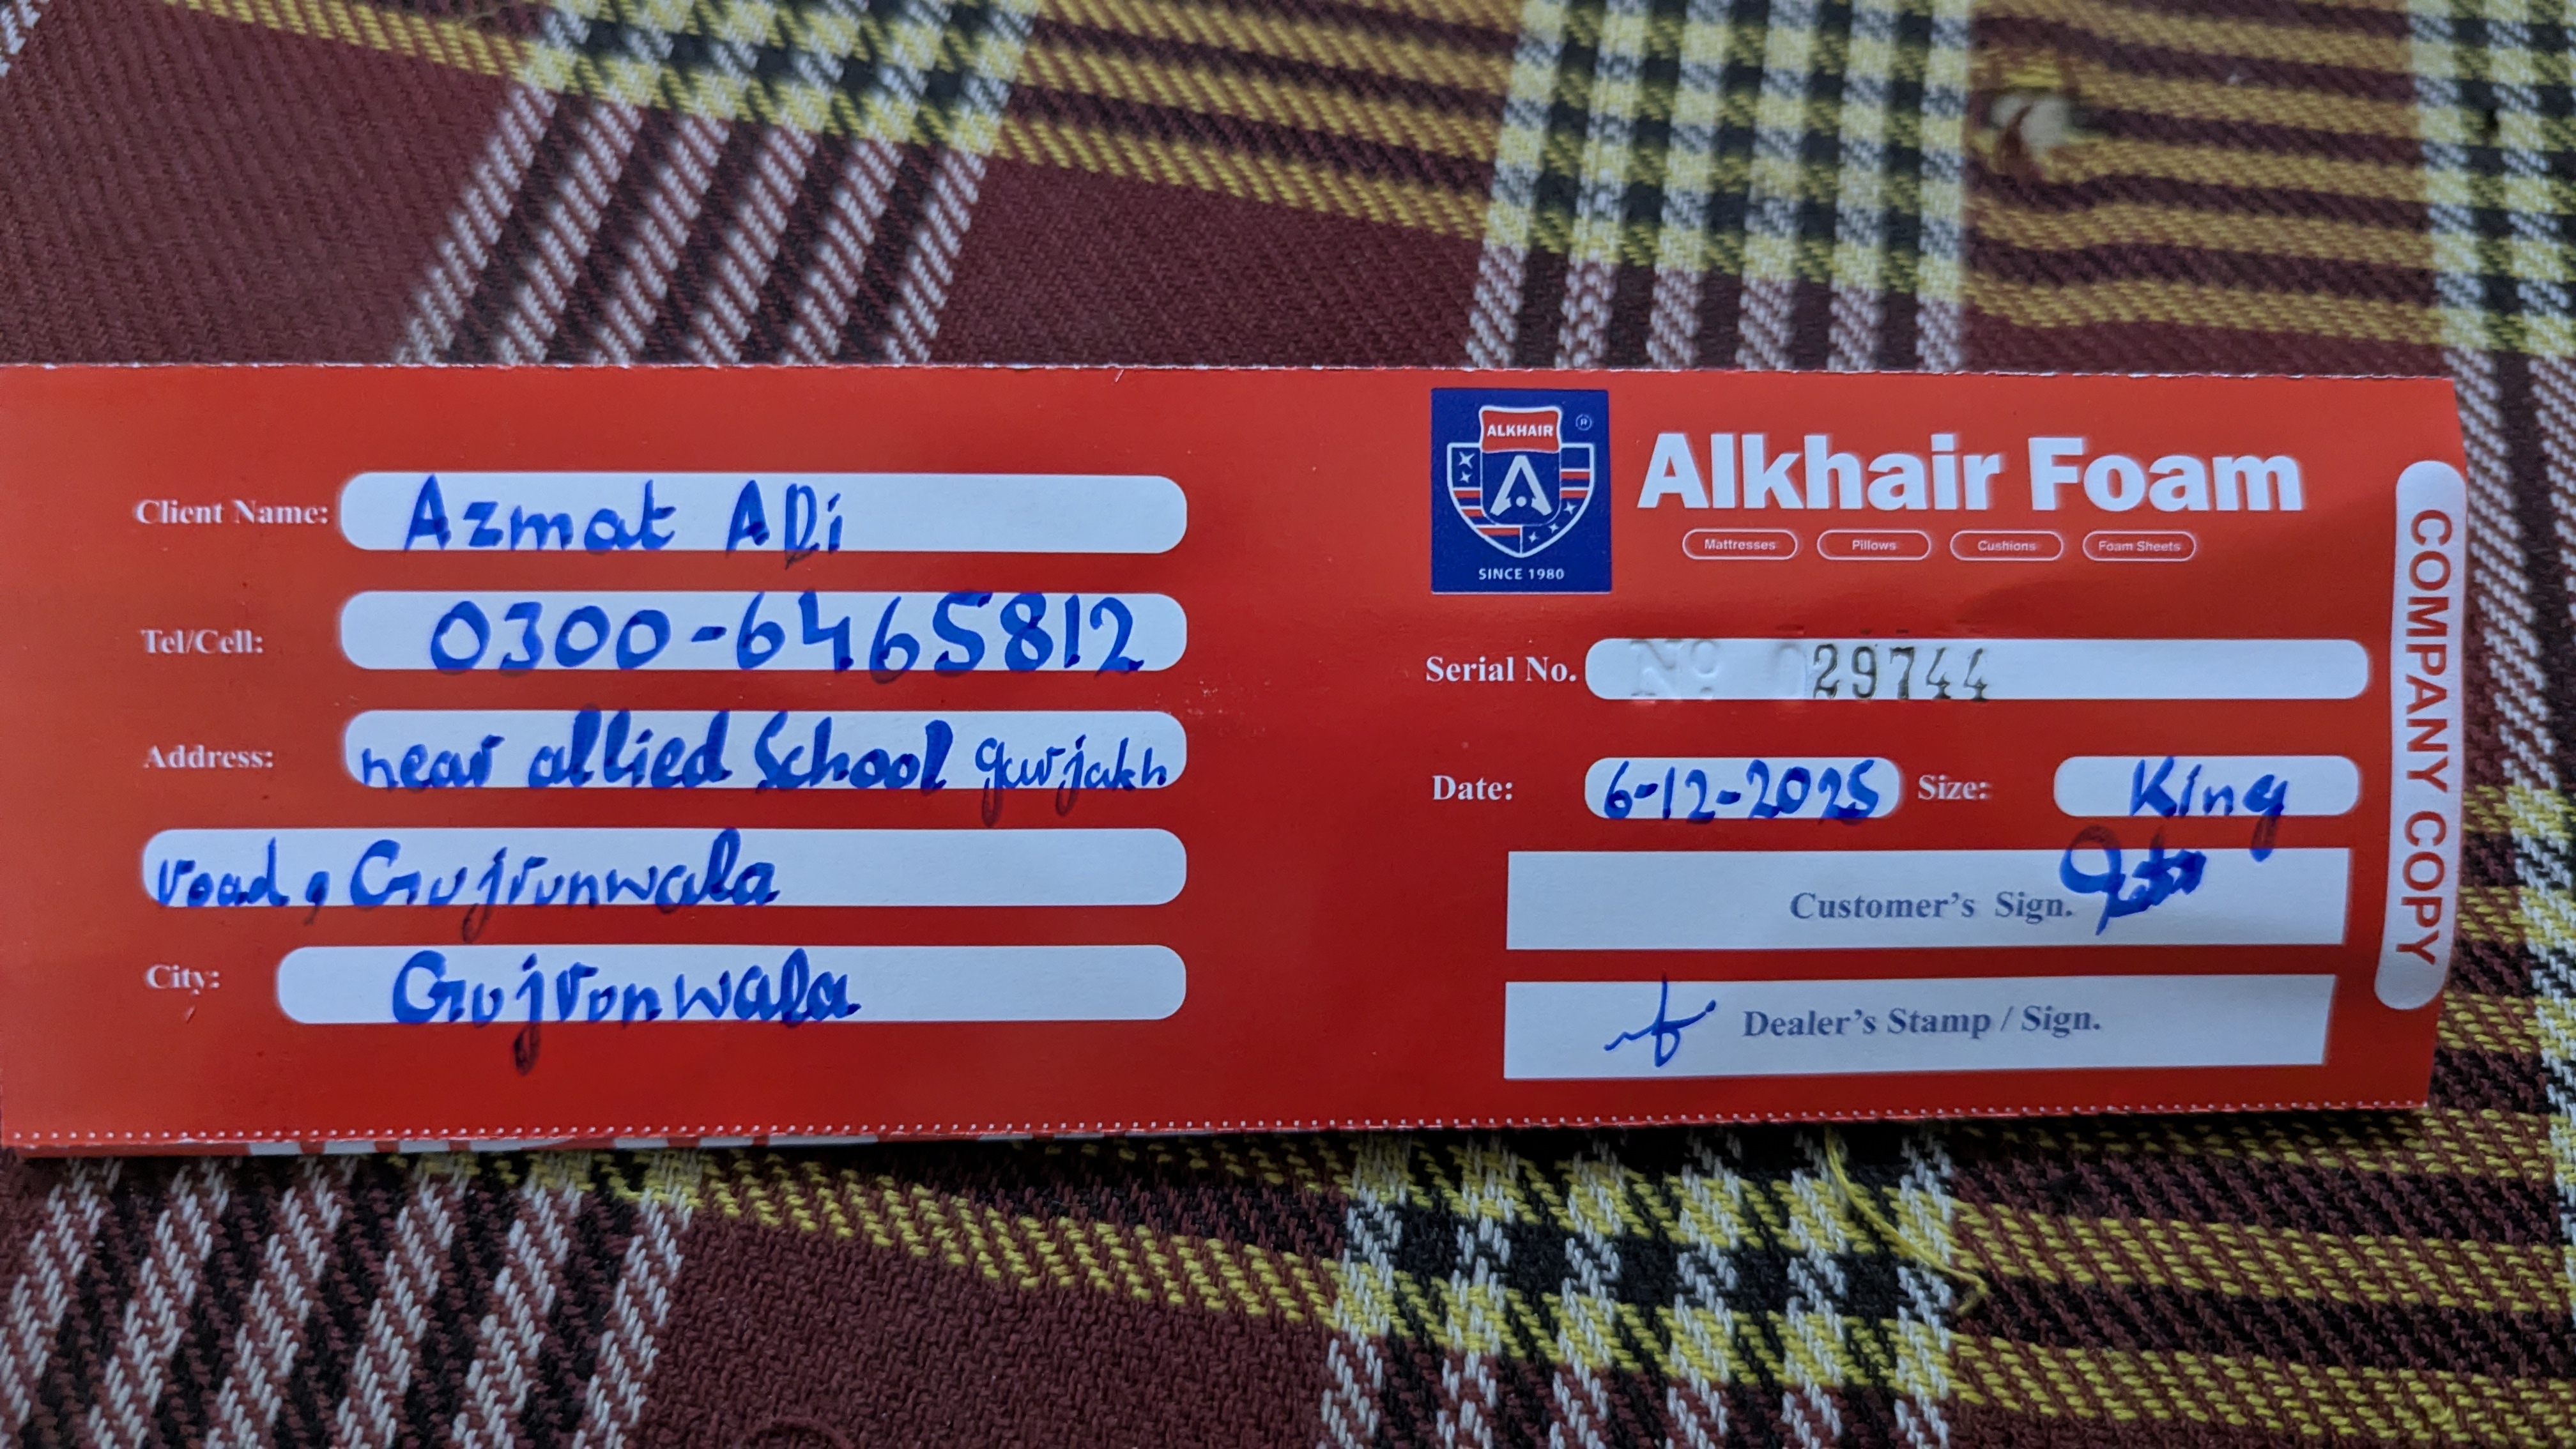 Client Name: Azmat Ali
Tel/Cell: 0300-6465812
Address: near allied School gurjakh
road, Gujrunwala
City: Gujronwala
ALKHAIR ®
SINCE 1980
Alkhair Foam
Mattresses Pillows Cushions Foam Sheets
Serial No. Nº 029744
Date: 6-12-2025 Size: King
Customer's Sign.
Dealer's Stamp / Sign.
COMPANY COPY